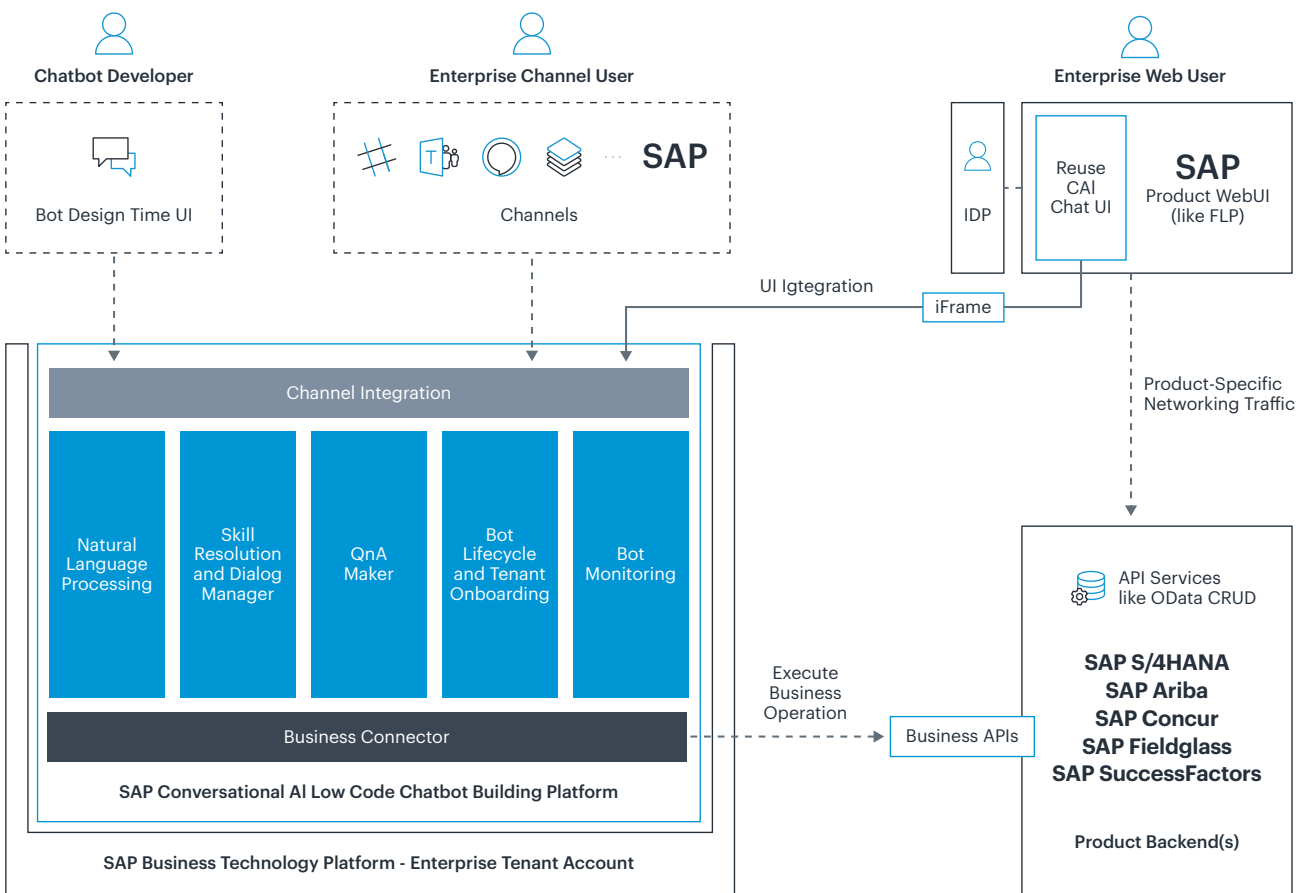 Chatbot Developer
Enterprise Channel User
Enterprise Web User
Bot Design Time UI
T
...
SAP
Channels
IDP
Reuse
CAI
Chat UI
SAP
Product WebUI
(like FLP)
UI Igtegration
iFrame
Product-Specific
Networking Traffic
Channel Integration
Natural
Language
Processing
Skill
Resolution
and Dialog
Manager
QnA
Maker
Bot
Lifecycle
and Tenant
Onboarding
Bot
Monitoring
Business Connector
SAP Conversational AI Low Code Chatbot Building Platform
SAP Business Technology Platform - Enterprise Tenant Account
Execute
Business
Operation
Business APIs
API Services
like OData CRUD
SAP S/4HANA
SAP Ariba
SAP Concur
SAP Fieldglass
SAP SuccessFactors
Product Backend(s)